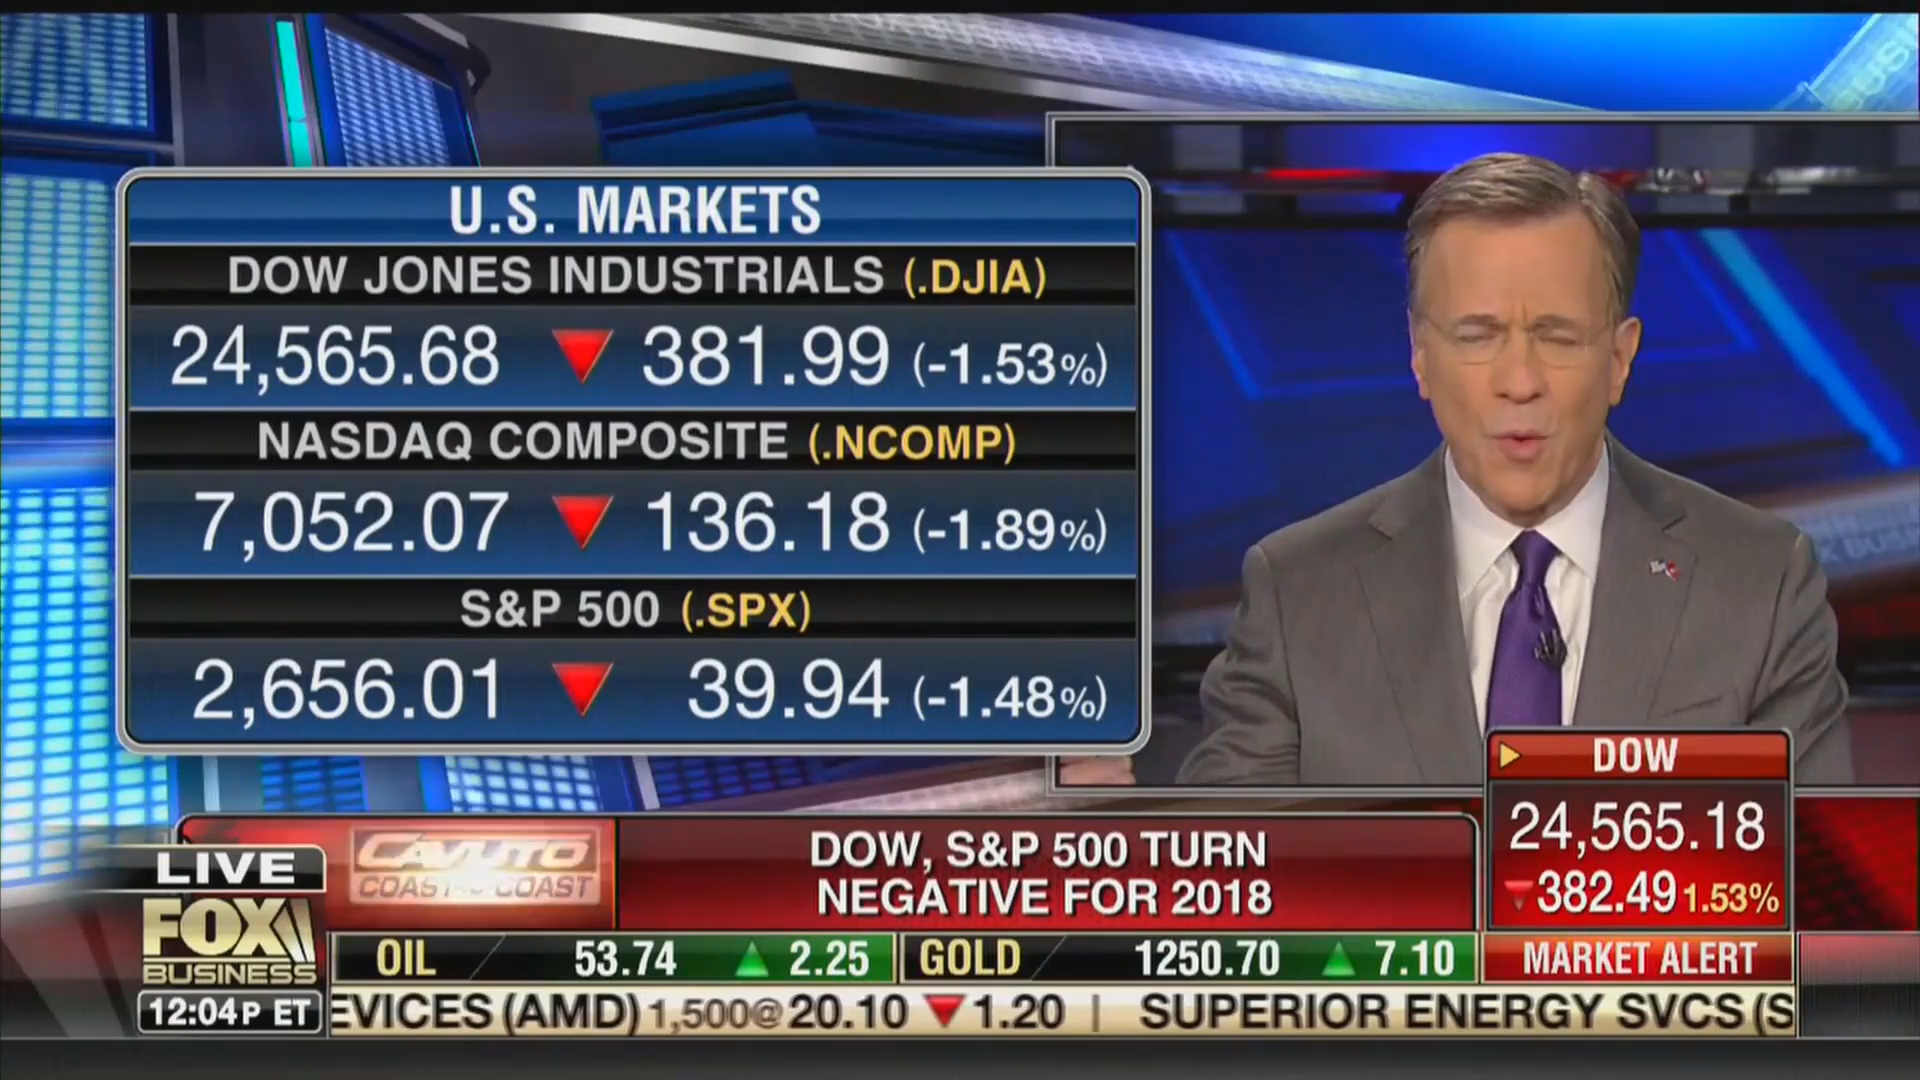 U.S. MARKETS
DOW JONES INDUSTRIALS (.DJIA)
24,565.68 ▼ 381.99 (-1.53%)
NASDAQ COMPOSITE (.NCOMP)
7,052.07 ▼ 136.18 (-1.89%)
S&P 500 (.SPX)
2,656.01 ▼ 39.94 (-1.48%)
DOW
24,565.18
▼382.49 1.53%
MARKET ALERT
CAVUTO
COAST TO COAST
DOW, S&P 500 TURN
NEGATIVE FOR 2018
LIVE
FOX
BUSINESS
12:04P ET
OIL 53.74 ▲ 2.25 GOLD 1250.70 ▲ 7.10
EVICES (AMD) 1,500@20.10 ▼1.20 | SUPERIOR ENERGY SVCS (S